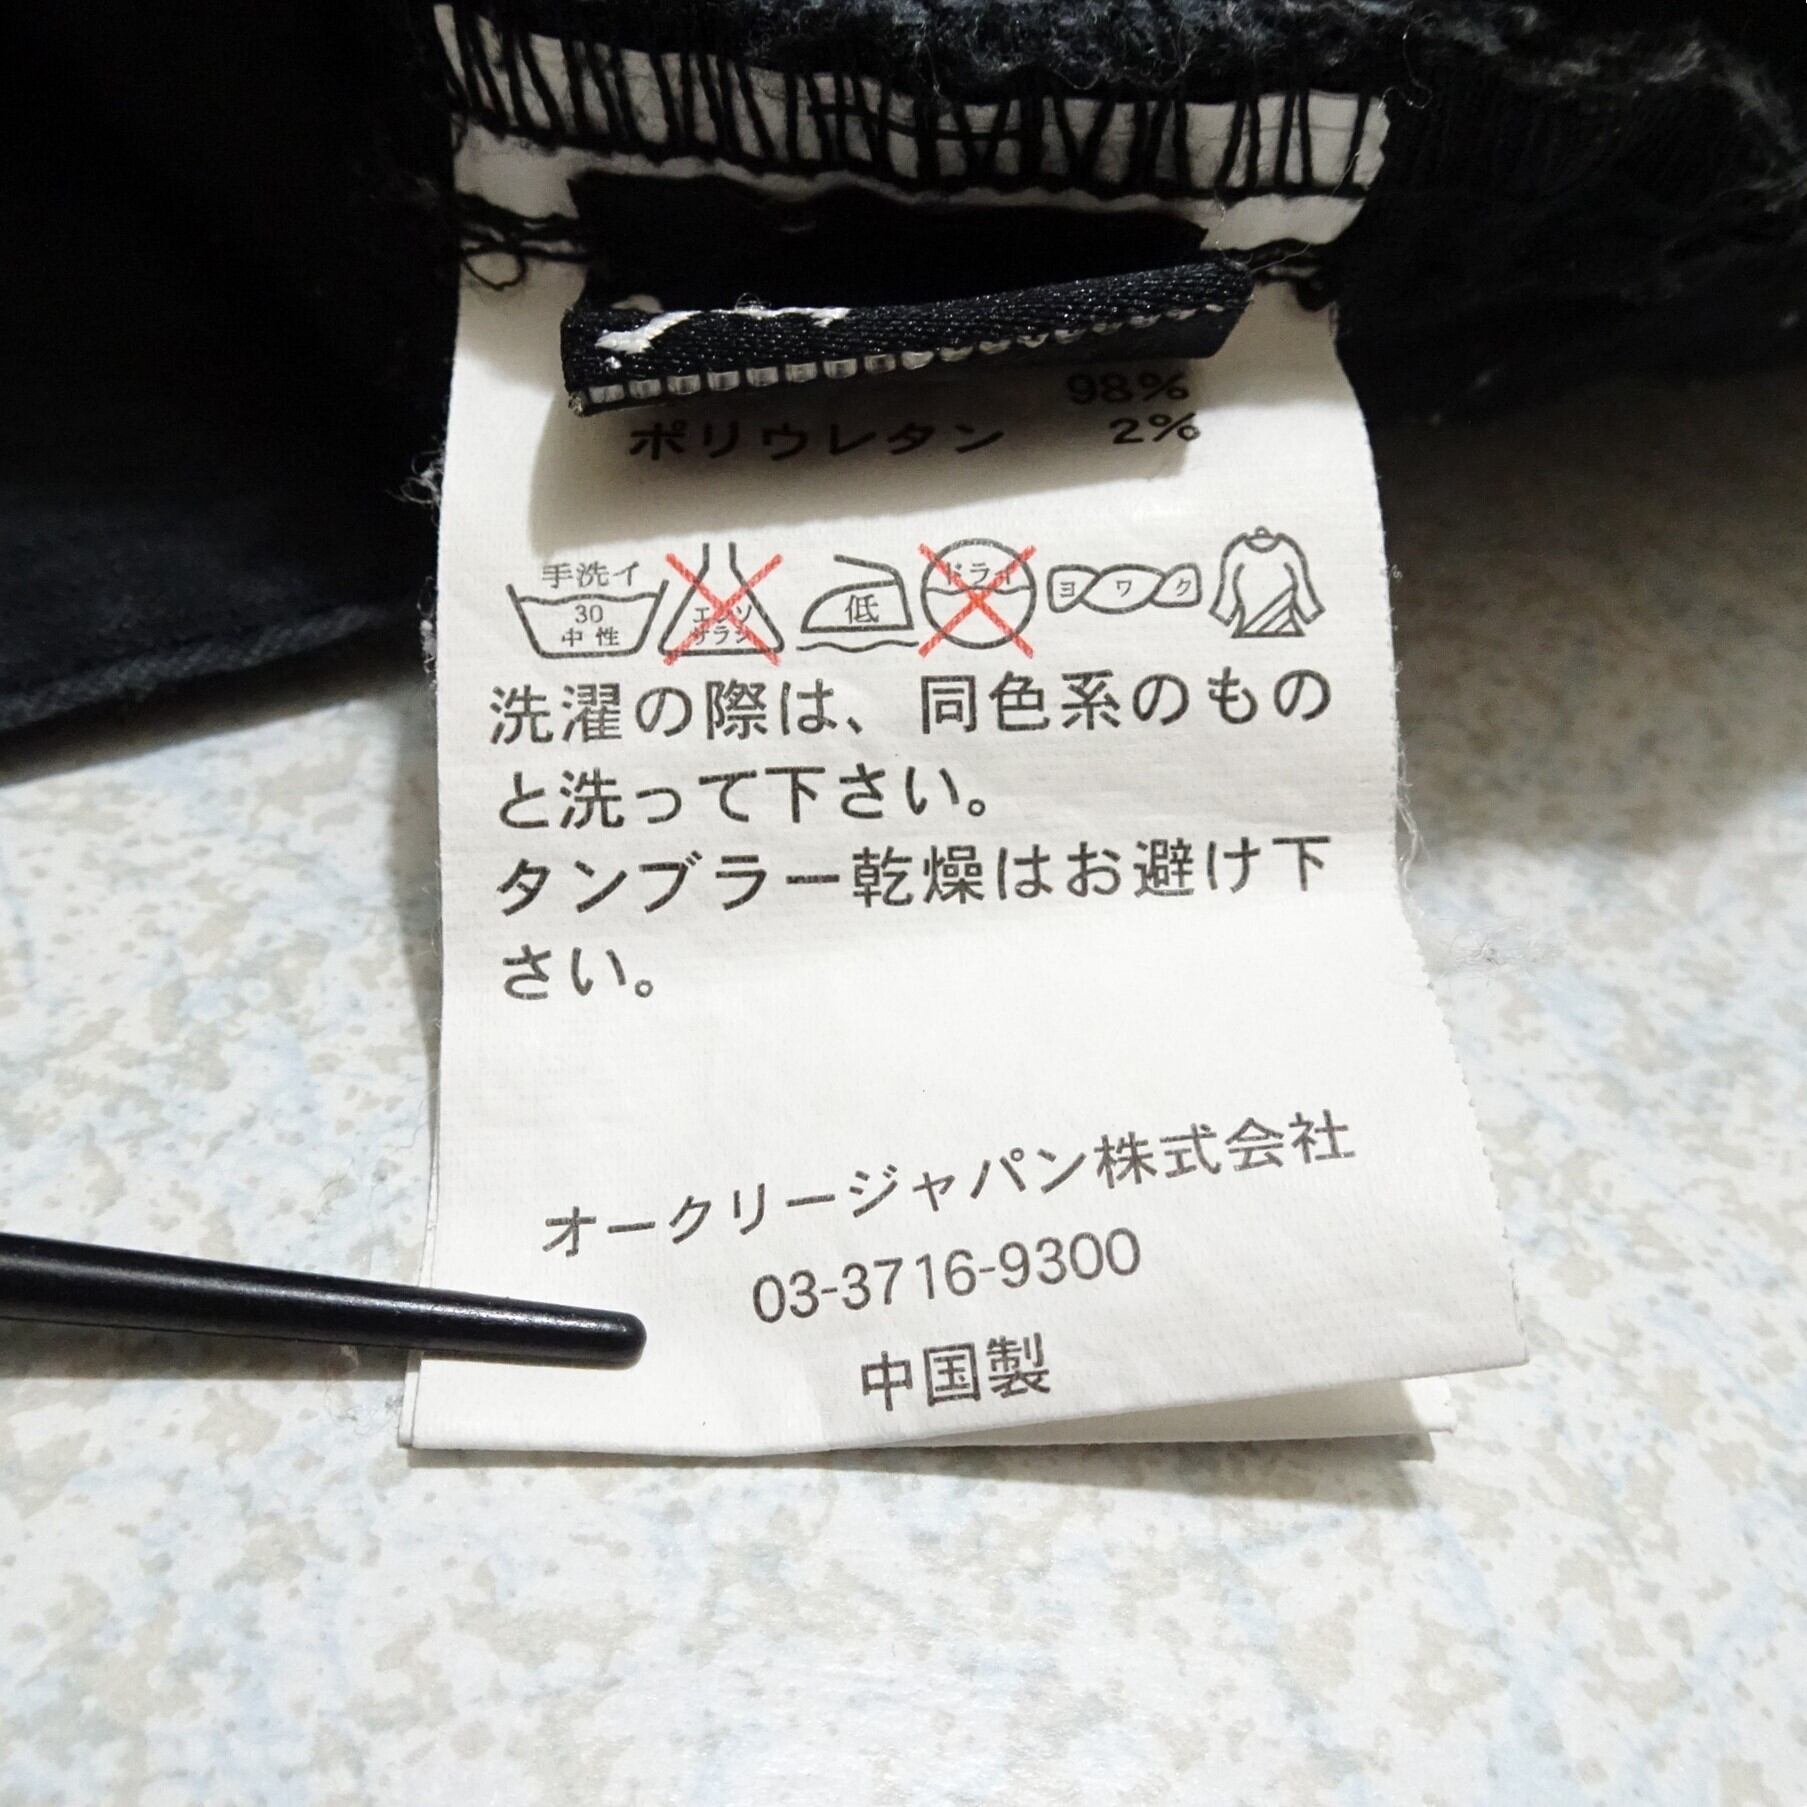 98%
ポリウレタン 2%
手洗イ
30
中性
エンソ
サラシ
低
ドライ
ヨワク
洗濯の際は、同色系のもの
と洗って下さい。
タンブラー乾燥はお避け下
さい。
オークリージャパン株式会社
03-3716-9300
中国製